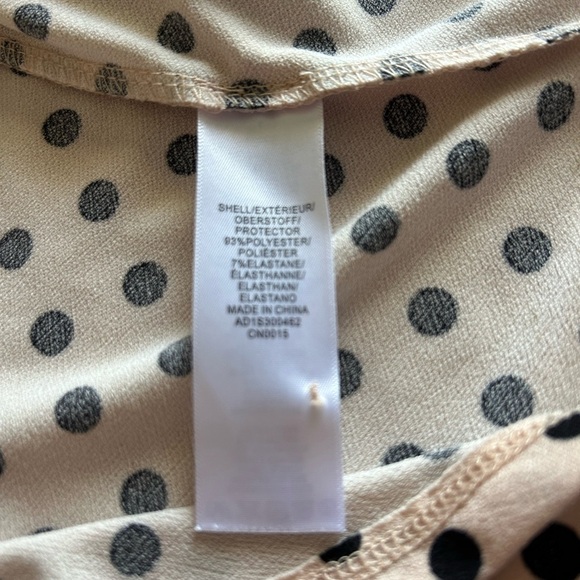 SHELL/EXTÉRIEUR/
OBERSTOFF/
PROTECTOR
93%POLYESTER/
POLIÉSTER
7%ELASTANE/
ÉLASTHANNE/
ELASTHAN/
ELASTANO
MADE IN CHINA
AD1S300462
CN0015